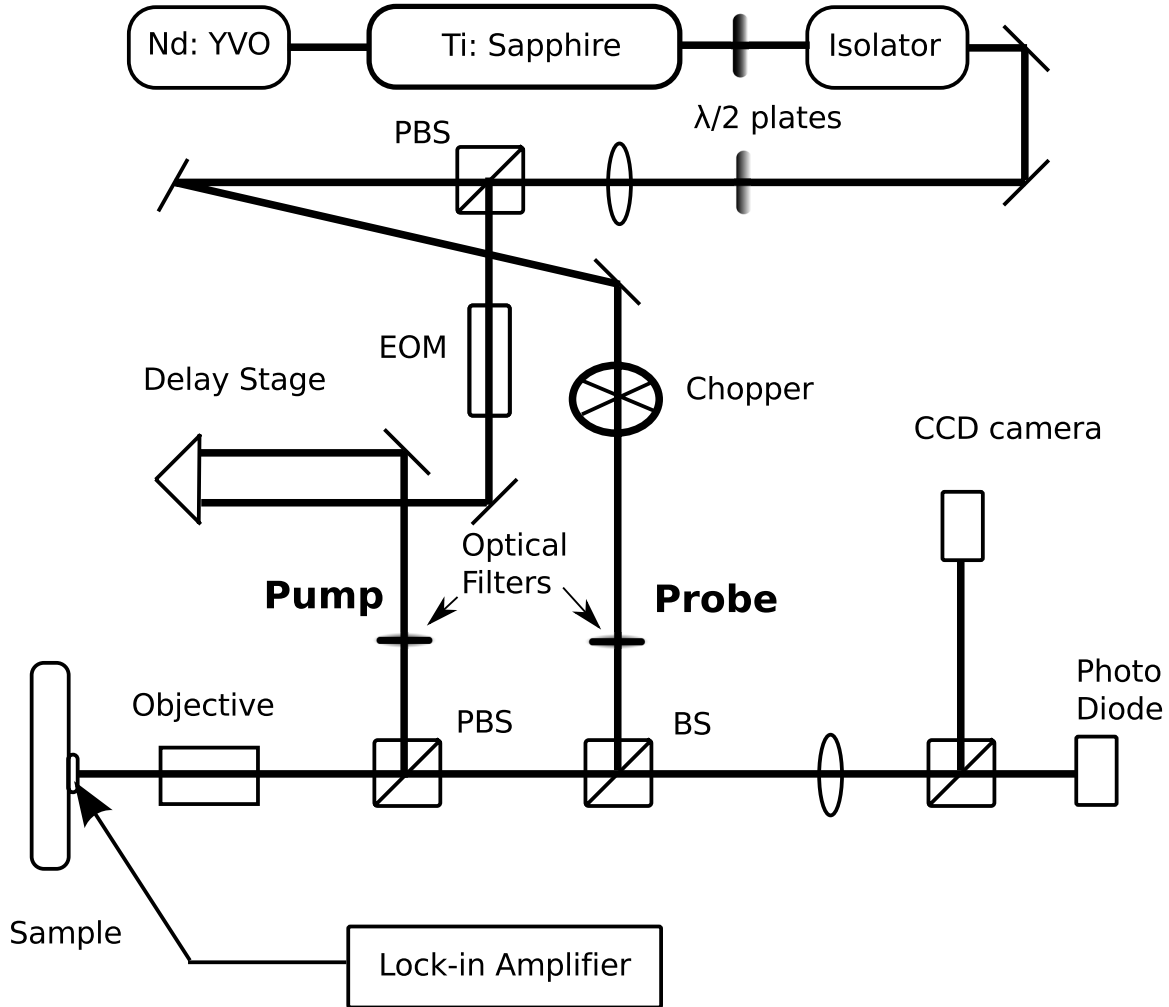 Nd: YVO
Ti: Sapphire
Isolator
λ/2 plates
PBS
EOM
Delay Stage
Chopper
CCD camera
Optical
Filters
Pump
Probe
Photo
Diode
Objective
PBS
BS
Sample
Lock-in Amplifier